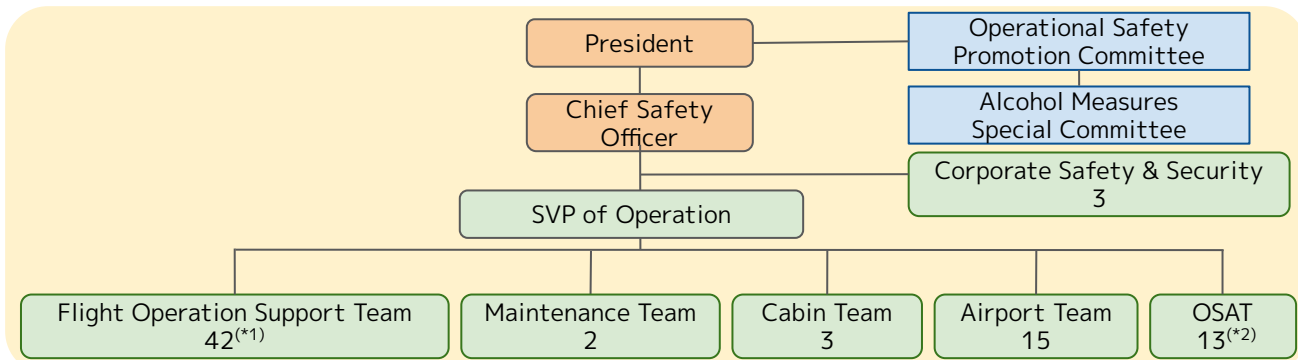 President
Operational Safety
Promotion Committee
Chief Safety
Officer
Alcohol Measures
Special Committee
Corporate Safety & Security
3
SVP of Operation
Flight Operation Support Team
42(*1)
Maintenance Team
2
Cabin Team
3
Airport Team
15
OSAT
13(*2)